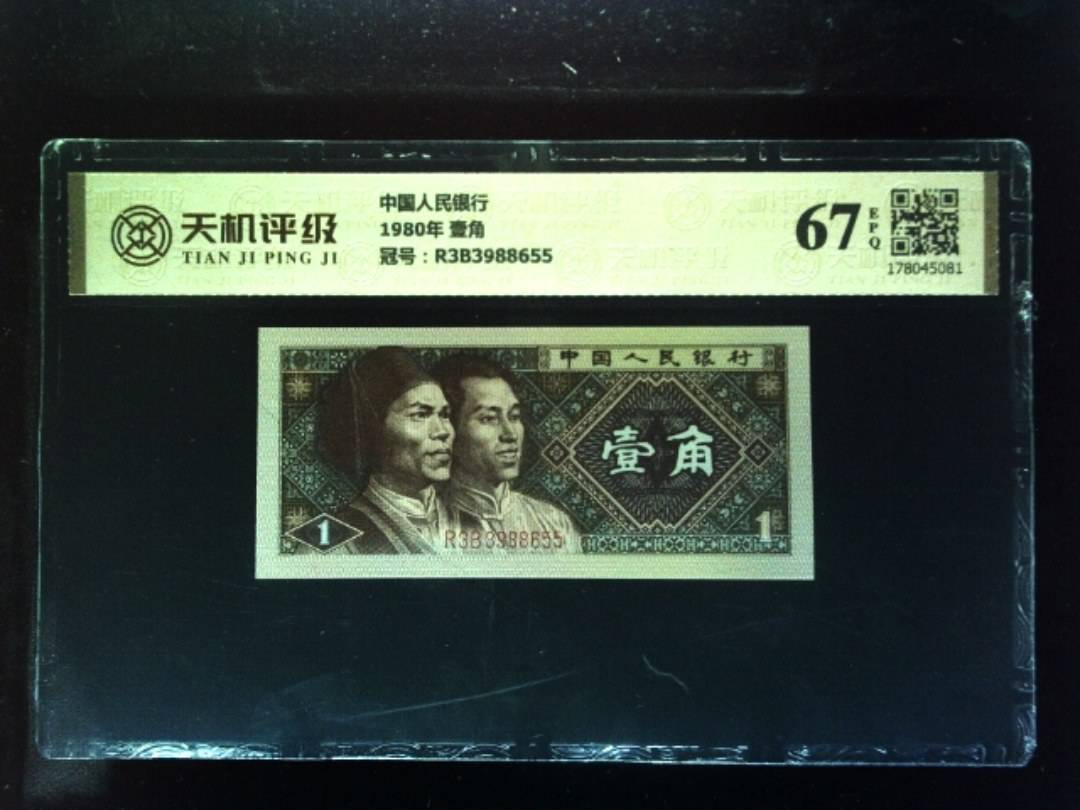 天机评级
TIAN JI PING JI
中国人民银行
1980年 壹角
冠号：R3B3988655
67
EPQ
178045081
中国人民银行
壹角
1
R3B3988655
1